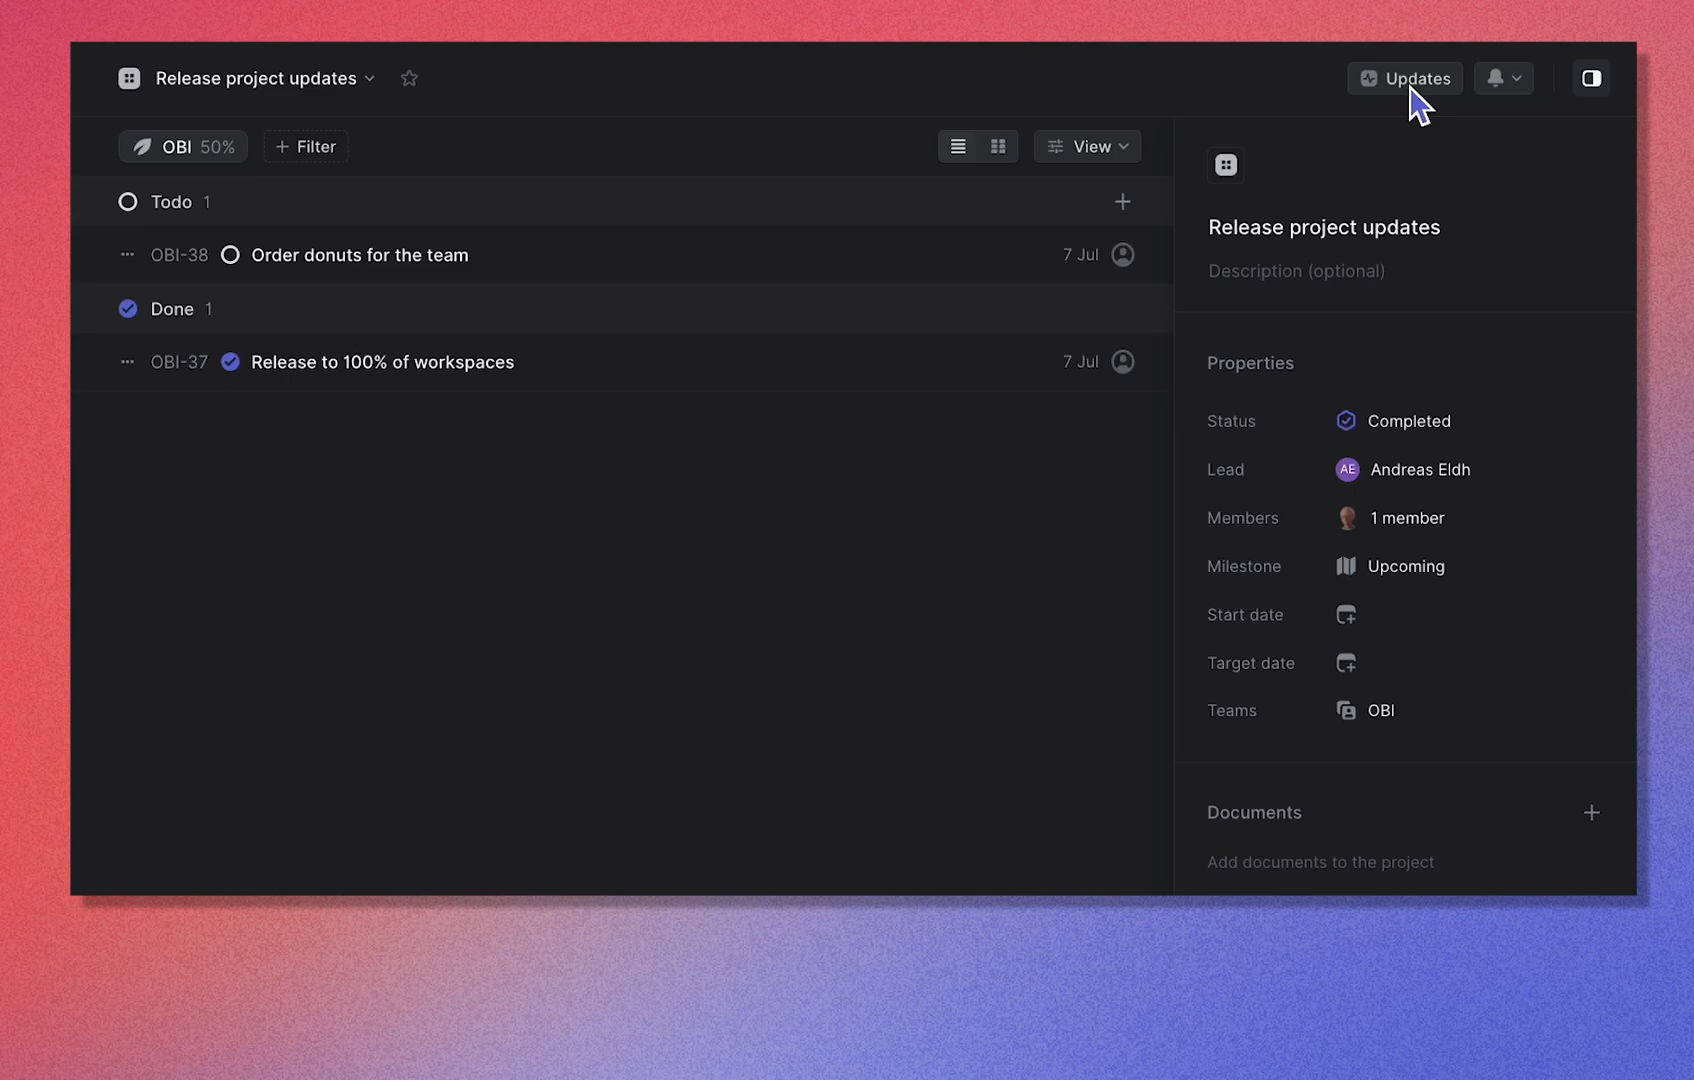 Release project updates
Updates
OBI 50%
+ Filter
View
Todo 1
OBI-38 Order donuts for the team 7 Jul
Done 1
OBI-37 Release to 100% of workspaces 7 Jul
Release project updates
Description (optional)
Properties
Status Completed
Lead AE Andreas Eldh
Members 1 member
Milestone Upcoming
Start date
Target date
Teams OBI
Documents
Add documents to the project